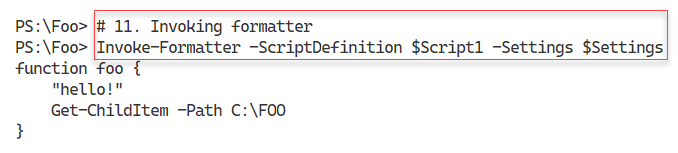 PS:\Foo> # 11. Invoking formatter
PS:\Foo> Invoke-Formatter -ScriptDefinition $Script1 -Settings $Settings
function foo {
    "hello!"
    Get-ChildItem -Path C:\FOO
}